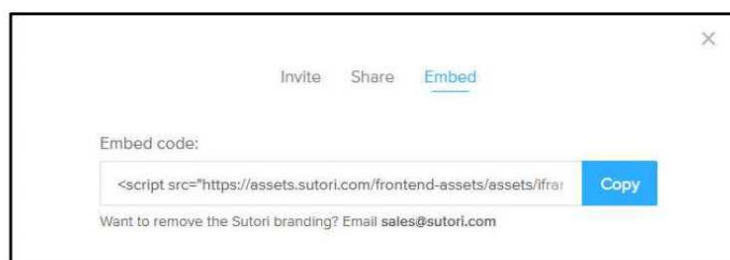 Invite Share Embed
Embed code:
<script src="https://assets.sutori.com/frontend-assets/assets/ifrar Copy
Want to remove the Sutori branding? Email sales@sutori.com